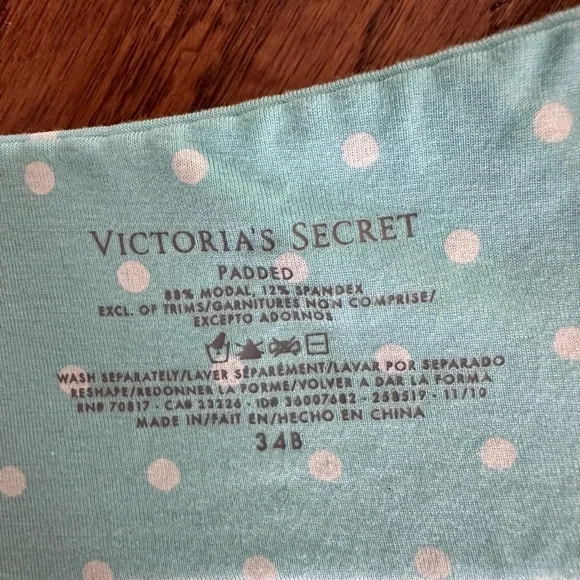 VICTORIA'S SECRET
PADDED
88% MODAL, 12% SPANDEX
EXCL. OF TRIMS/GARNITURES NON COMPRISE/
EXCEPTO ADORNOS
WASH SEPARATELY/LAVER SÉPARÉMENT/LAVAR POR SEPARADO
RESHAPE/REDONNER LA FORME/VOLVER A DAR LA FORMA
RN# 70817 · CA# 23226 · ID# 36007682 · 258519 · 11/10
MADE IN/FAIT EN/HECHO EN CHINA
34B